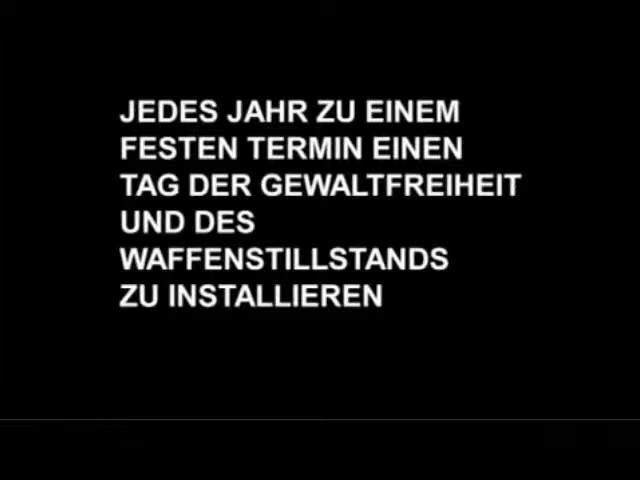 JEDES JAHR ZU EINEM
FESTEN TERMIN EINEN
TAG DER GEWALTFREIHEIT
UND DES
WAFFENSTILLSTANDS
ZU INSTALLIEREN